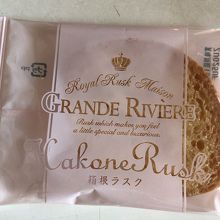 Royal Rusk Maison
GRANDE RIVIÈRE
Rusk which makes you feel
a little special and luxurious.
Hakone Rusk
箱根ラスク